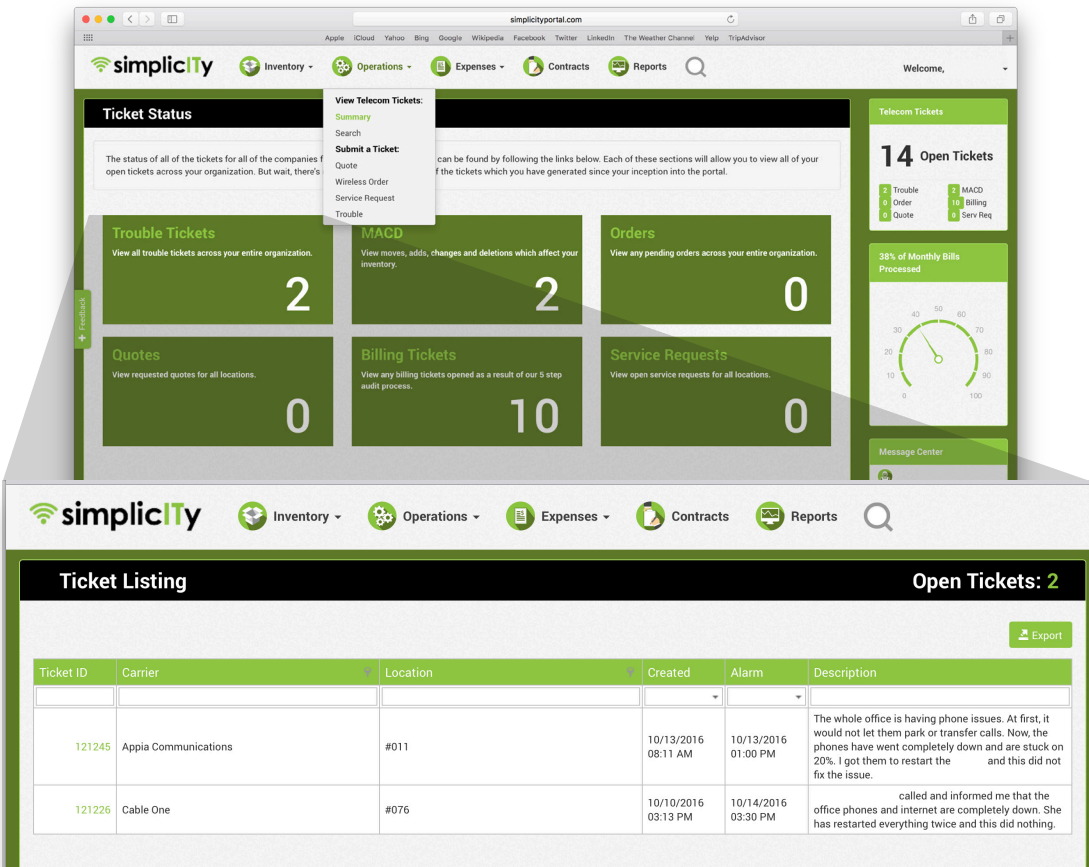 simplicityportal.com
Apple iCloud Yahoo Bing Google Wikipedia Facebook Twitter LinkedIn The Weather Channel Yelp TripAdvisor
simplicITy Inventory Operations Expenses Contracts Reports Welcome,
View Telecom Tickets:
Summary
Search
Submit a Ticket:
Quote
Wireless Order
Service Request
Trouble
Ticket Status
The status of all of the tickets for all of the companies f can be found by following the links below. Each of these sections will allow you to view all of your
open tickets across your organization. But wait, there's f the tickets which you have generated since your inception into the portal.
Trouble Tickets
View all trouble tickets across your entire organization.
2
MACD
View moves, adds, changes and deletions which affect your
inventory.
2
Orders
View any pending orders across your entire organization.
0
Quotes
View requested quotes for all locations.
0
Billing Tickets
View any billing tickets opened as a result of our 5 step
audit process.
10
Service Requests
View open service requests for all locations.
0
+ Feedback
Telecom Tickets
14 Open Tickets
2 Trouble 2 MACD
0 Order 10 Billing
0 Quote 0 Serv Req
38% of Monthly Bills
Processed
0 10 20 30 40 50 60 70 80 90 100
Message Center
simplicITy Inventory Operations Expenses Contracts Reports
Ticket Listing Open Tickets: 2
Export
Ticket ID Carrier Location Created Alarm Description
121245 Appia Communications #011 10/13/2016 08:11 AM 10/13/2016 01:00 PM
The whole office is having phone issues. At first, it
would not let them park or transfer calls. Now, the
phones have went completely down and are stuck on
20%. I got them to restart the and this did not
fix the issue.
121226 Cable One #076 10/10/2016 03:13 PM 10/14/2016 03:30 PM
called and informed me that the
office phones and internet are completely down. She
has restarted everything twice and this did nothing.